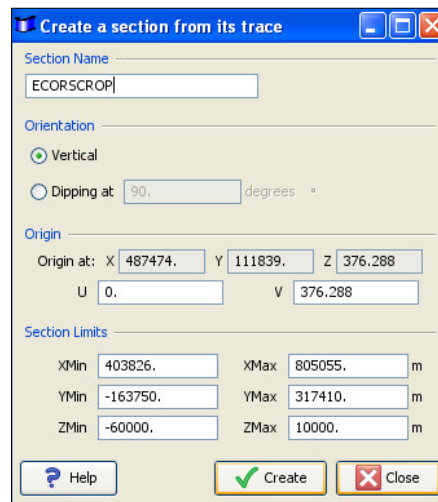 Create a section from its trace
Section Name
ECORSCROP
Orientation
Vertical
Dipping at 90. degrees °
Origin
Origin at: X 487474. Y 111839. Z 376.288
U 0. V 376.288
Section Limits
XMin 403826. XMax 805055. m
YMin -163750. YMax 317410. m
ZMin -60000. ZMax 10000. m
? Help Create Close